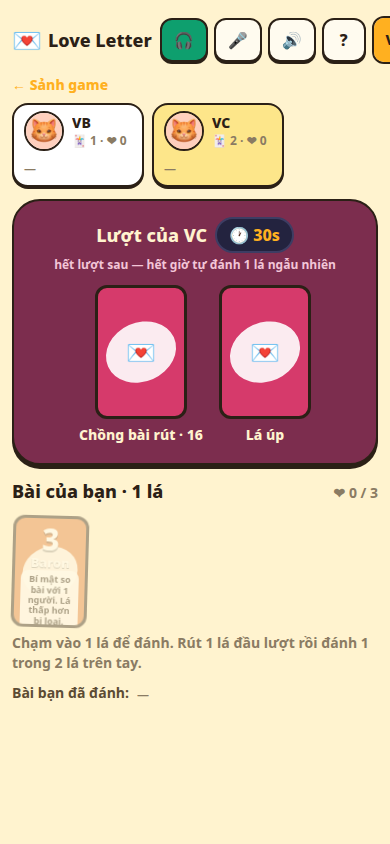 Love Letter
?
← Sảnh game
VB
1 · ❤ 0
—
VC
2 · ❤ 0
—
Lượt của VC
30s
hết lượt sau — hết giờ tự đánh 1 lá ngẫu nhiên
Chồng bài rút · 16
Lá úp
Bài của bạn · 1 lá
❤ 0 / 3
3
Baron
Bí mật so
bài với 1
người. Lá
thấp hơn
bị loại.
Chạm vào 1 lá để đánh. Rút 1 lá đầu lượt rồi đánh 1
trong 2 lá trên tay.
Bài bạn đã đánh: —